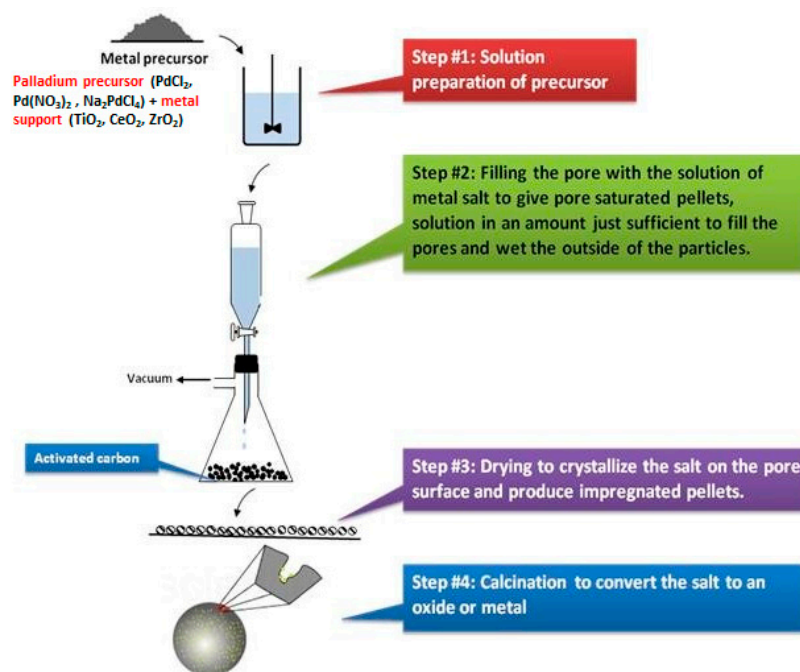 Metal precursor
Palladium precursor (PdCl₂,
Pd(NO₃)₂ , Na₂PdCl₄) + metal
support (TiO₂, CeO₂, ZrO₂)
Step #1: Solution
preparation of precursor
Step #2: Filling the pore with the solution of
metal salt to give pore saturated pellets,
solution in an amount just sufficient to fill the
pores and wet the outside of the particles.
Vacuum
Activated carbon
Step #3: Drying to crystallize the salt on the pore
surface and produce impregnated pellets.
Step #4: Calcination to convert the salt to an
oxide or metal